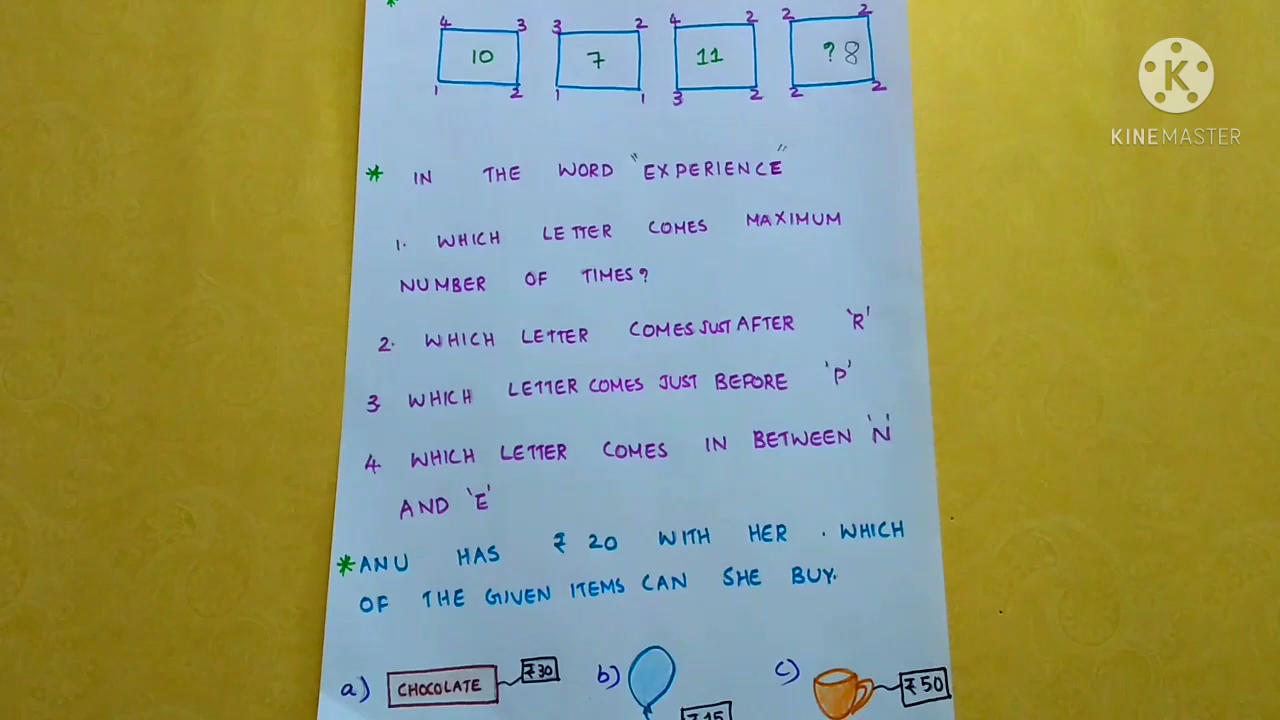 4 3 3 2 4 2 2 2
10 7 11 ? 8
1 2 1 1 3 2 2 2
* IN THE WORD "EXPERIENCE"
1. WHICH LETTER COMES MAXIMUM
NUMBER OF TIMES?
2. WHICH LETTER COMES JUST AFTER 'R'
3 WHICH LETTER COMES JUST BEFORE 'P'
4 WHICH LETTER COMES IN BETWEEN 'N'
AND 'E'
* ANU HAS ₹ 20 WITH HER . WHICH
OF THE GIVEN ITEMS CAN SHE BUY.
a) CHOCOLATE ₹30 b) ₹15 c) ₹50
K
KINEMASTER